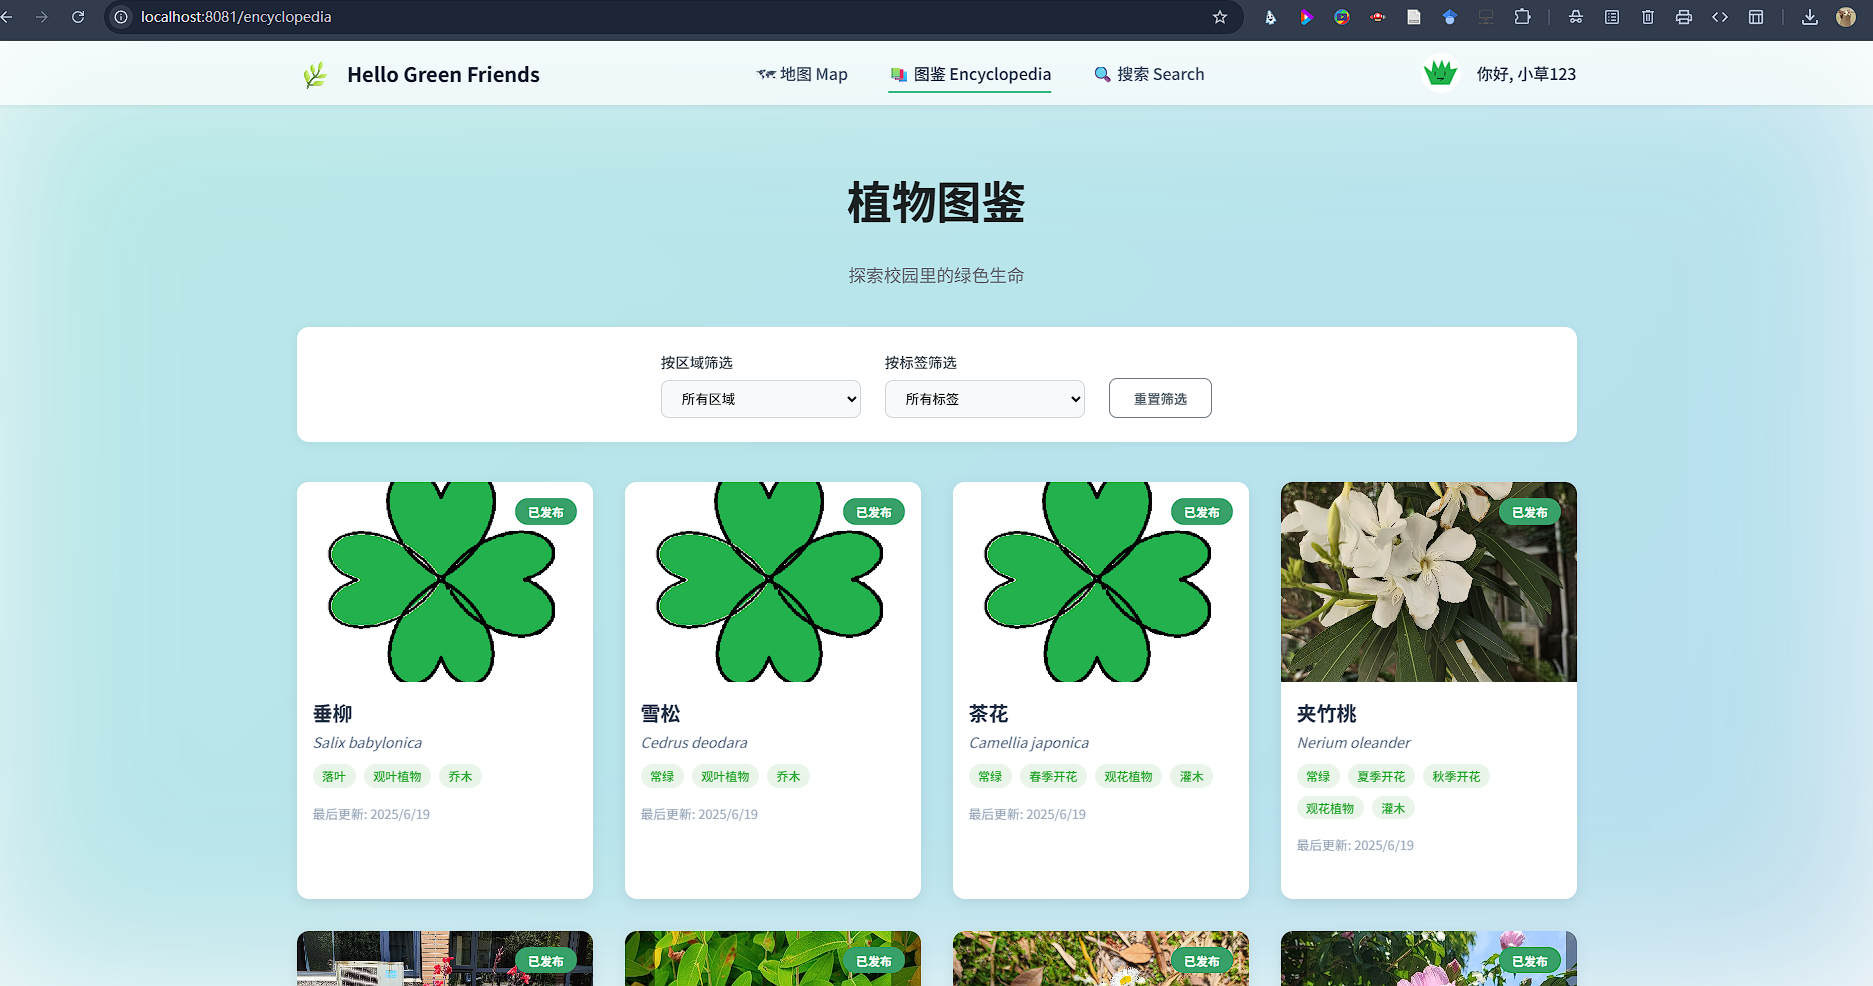 localhost:8081/encyclopedia
Hello Green Friends
地图 Map
图鉴 Encyclopedia
搜索 Search
你好, 小草123
植物图鉴
探索校园里的绿色生命
按区域筛选
所有区域
按标签筛选
所有标签
重置筛选
已发布
垂柳
Salix babylonica
落叶 观叶植物 乔木
最后更新: 2025/6/19
已发布
雪松
Cedrus deodara
常绿 观叶植物 乔木
最后更新: 2025/6/19
已发布
茶花
Camellia japonica
常绿 春季开花 观花植物 灌木
最后更新: 2025/6/19
已发布
夹竹桃
Nerium oleander
常绿 夏季开花 秋季开花
观花植物 灌木
最后更新: 2025/6/19
已发布
已发布
已发布
已发布